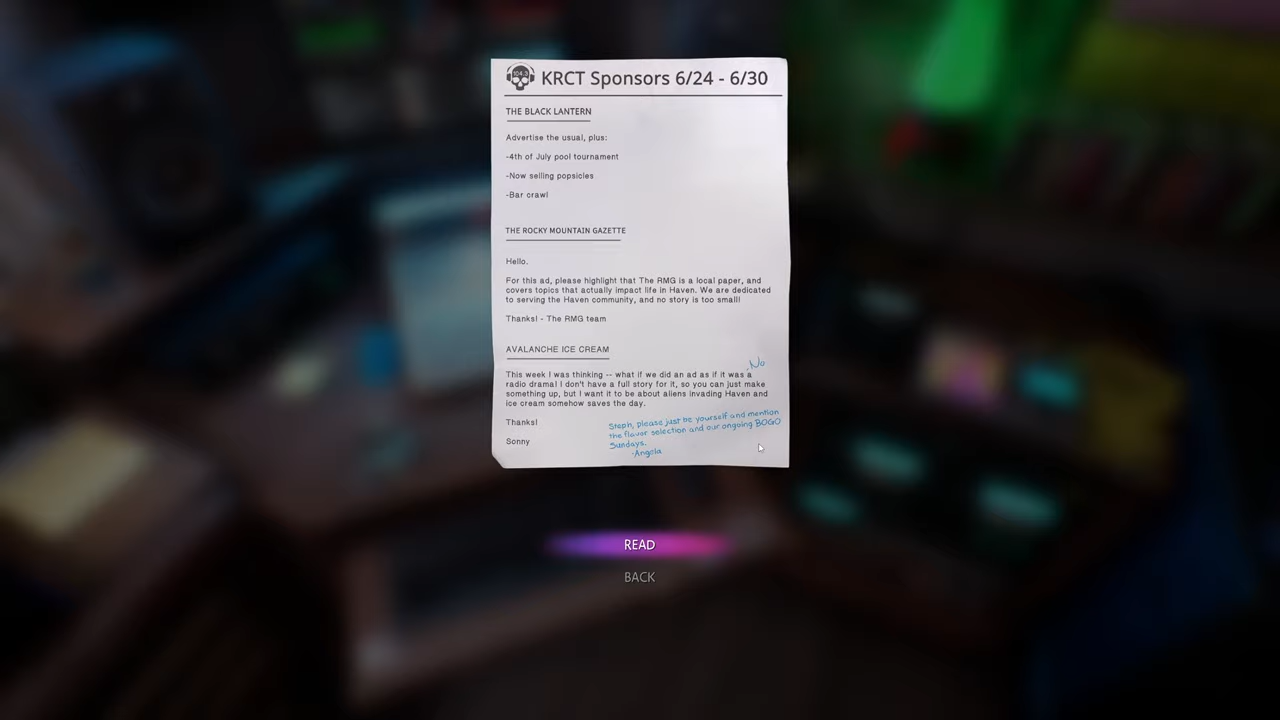 KRCT Sponsors 6/24 - 6/30
THE BLACK LANTERN
Advertise the usual, plus:
-4th of July pool tournament
-Now selling popsicles
-Bar crawl
THE ROCKY MOUNTAIN GAZETTE
Hello.
For this ad, please highlight that The RMG is a local paper, and
covers topics that actually impact life in Haven. We are dedicated
to serving the Haven community, and no story is too small!
Thanks! - The RMG team
AVALANCHE ICE CREAM
No
This week I was thinking -- what if we did an ad as if it was a
radio drama! I don't have a full story for it, so you can just make
something up, but I want it to be about aliens invading Haven and
ice cream somehow saves the day.
Thanks!
Sonny
Steph, please just be yourself and mention
the flavor selection and our ongoing BOGO
Sundays.
-Angela
READ
BACK